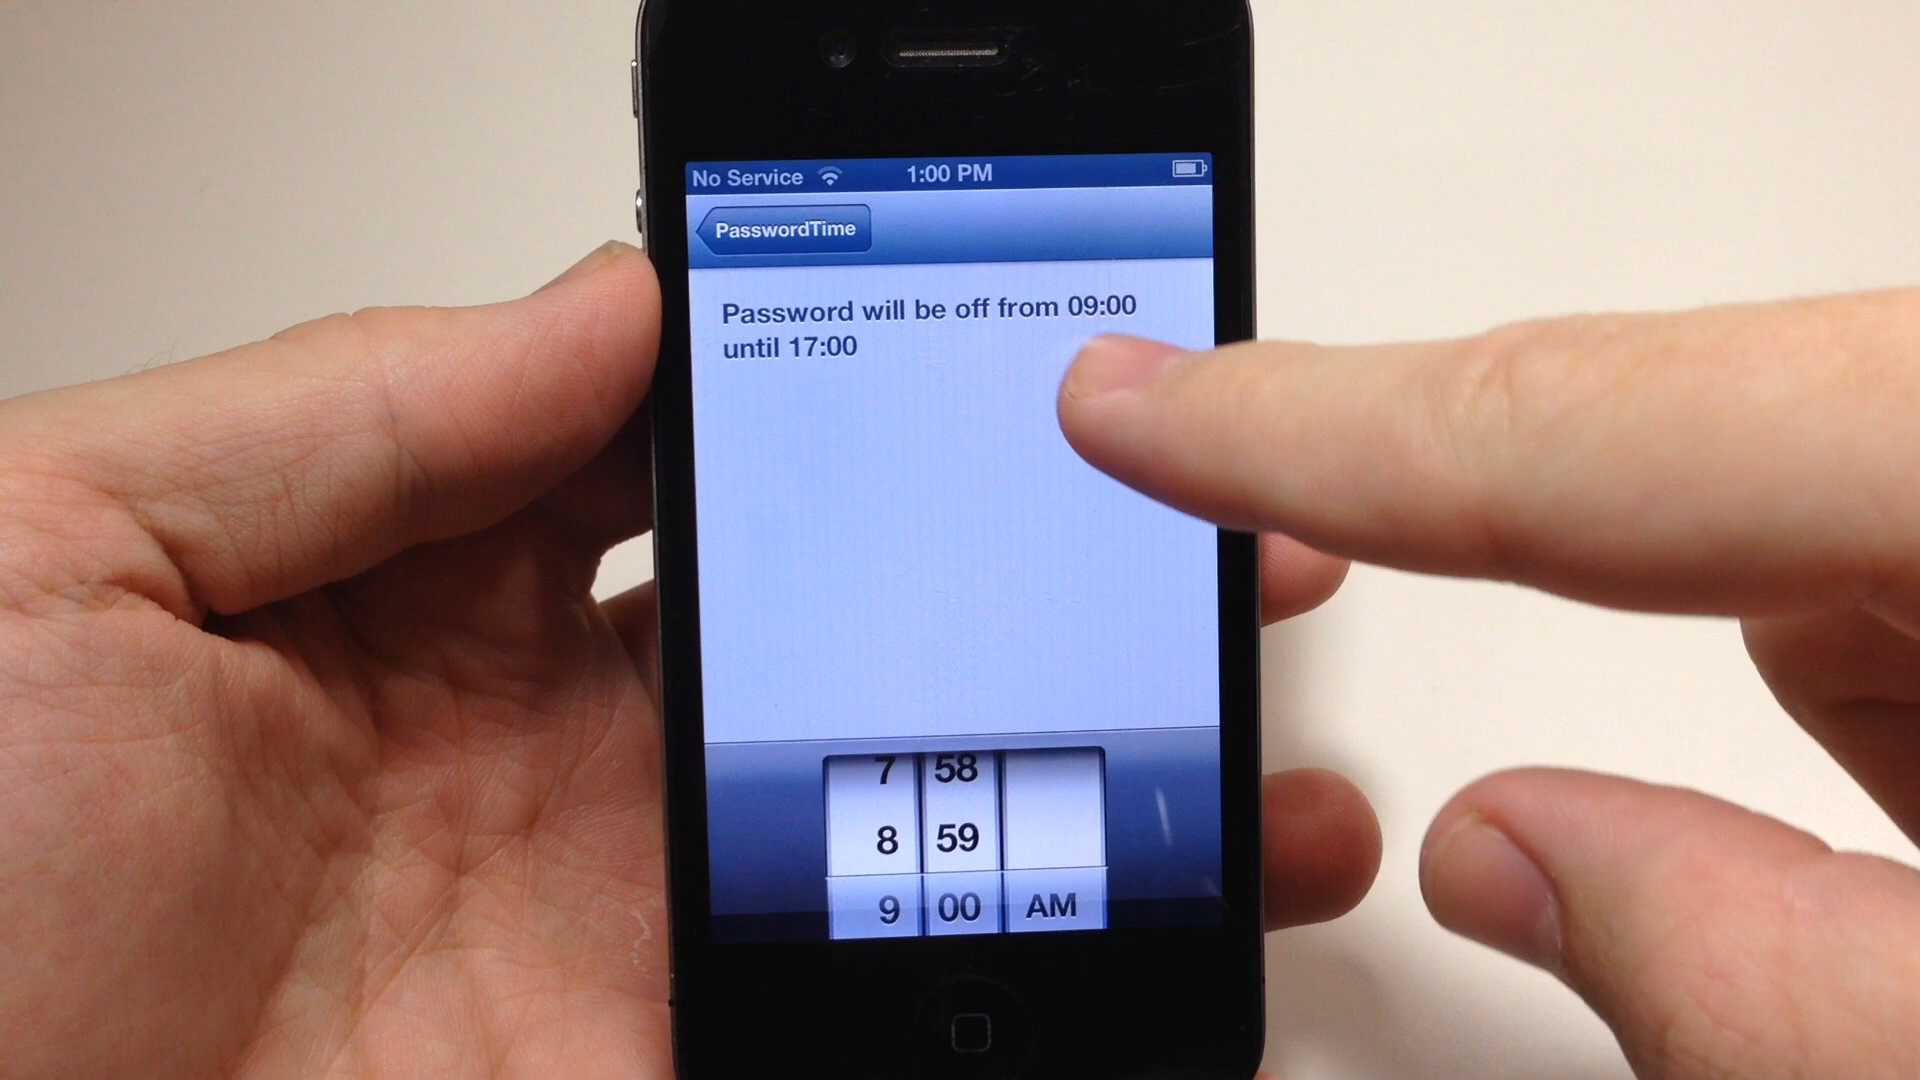 No Service 1:00 PM
PasswordTime
Password will be off from 09:00
until 17:00
7 58
8 59
9 00 AM